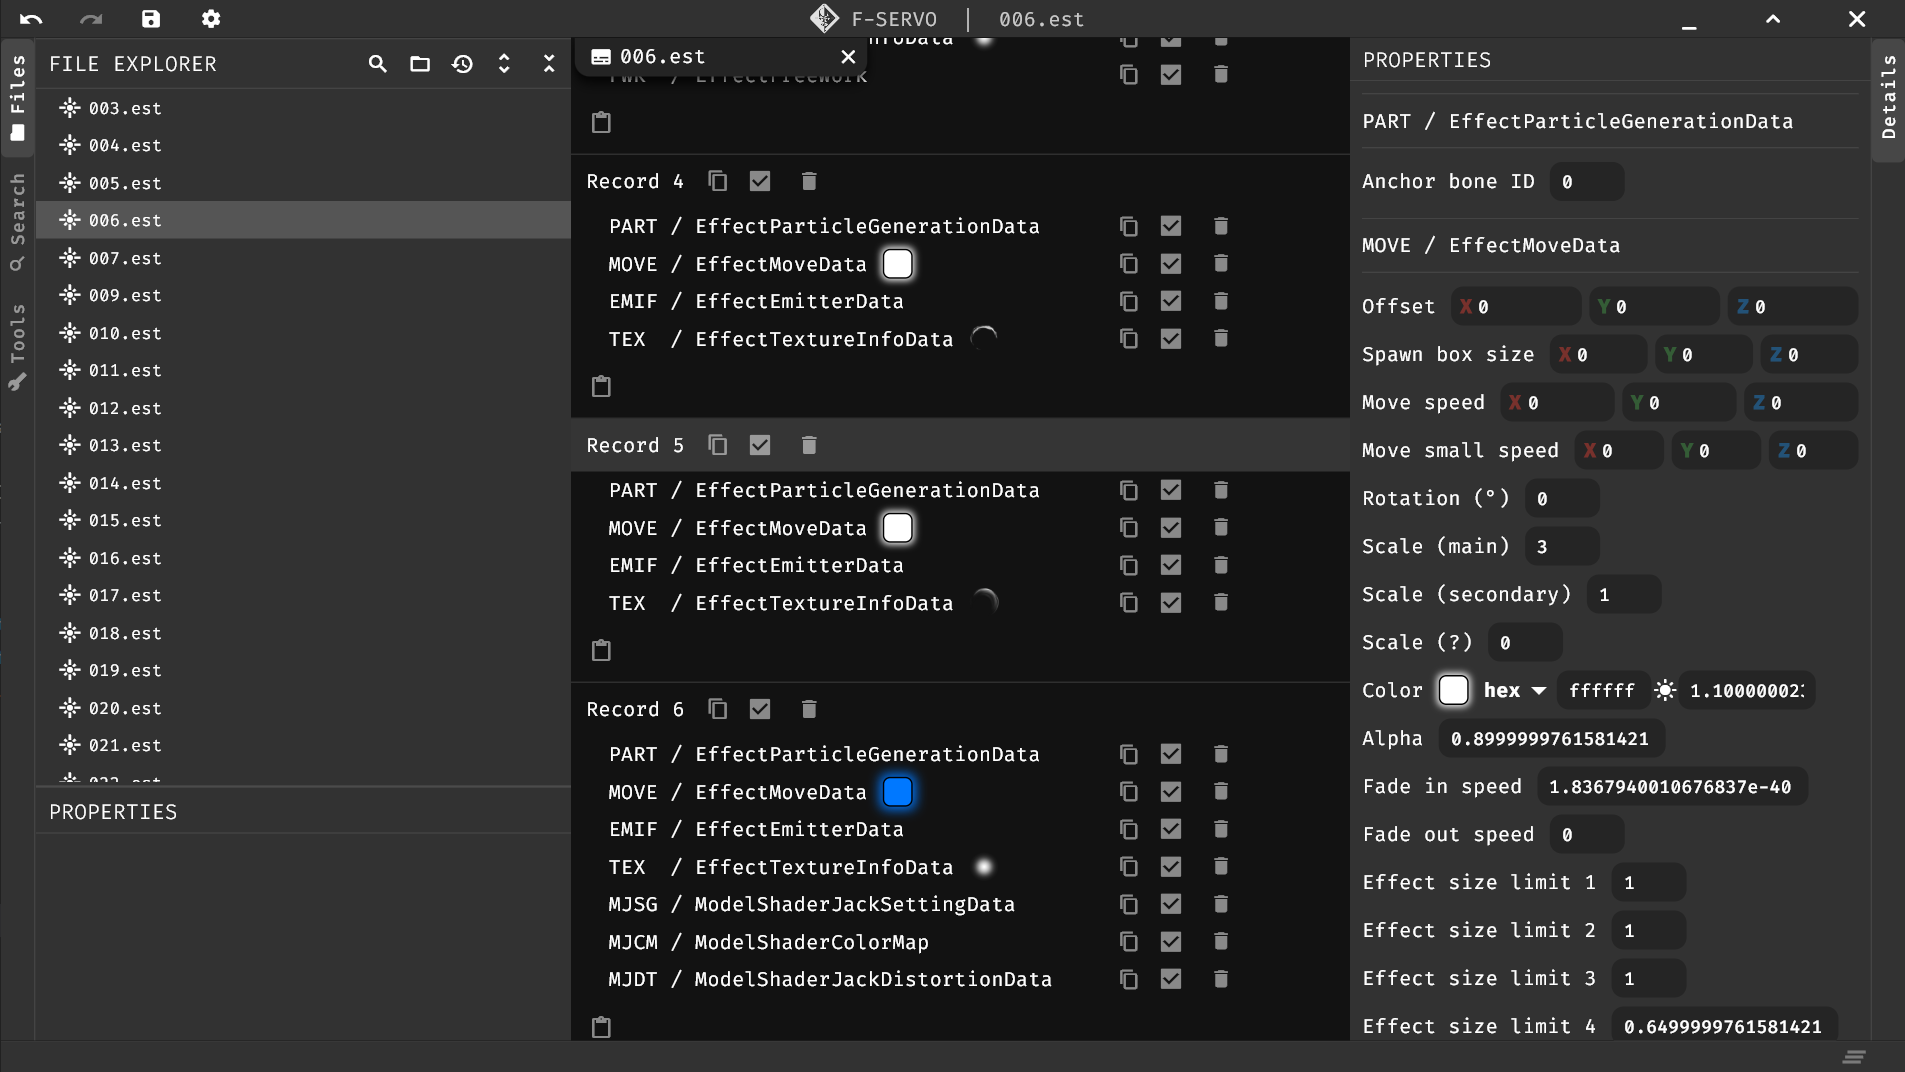 F-SERVO | 006.est
Files
Search
Tools
FILE EXPLORER
003.est
004.est
005.est
006.est
007.est
009.est
010.est
011.est
012.est
013.est
014.est
015.est
016.est
017.est
018.est
019.est
020.est
021.est
022.est
PROPERTIES
006.est
Record 4
PART / EffectParticleGenerationData
MOVE / EffectMoveData
EMIF / EffectEmitterData
TEX / EffectTextureInfoData
Record 5
PART / EffectParticleGenerationData
MOVE / EffectMoveData
EMIF / EffectEmitterData
TEX / EffectTextureInfoData
Record 6
PART / EffectParticleGenerationData
MOVE / EffectMoveData
EMIF / EffectEmitterData
TEX / EffectTextureInfoData
MJSG / ModelShaderJackSettingData
MJCM / ModelShaderColorMap
MJDT / ModelShaderJackDistortionData
PROPERTIES
PART / EffectParticleGenerationData
Anchor bone ID 0
MOVE / EffectMoveData
Offset X 0 Y 0 Z 0
Spawn box size X 0 Y 0 Z 0
Move speed X 0 Y 0 Z 0
Move small speed X 0 Y 0 Z 0
Rotation (°) 0
Scale (main) 3
Scale (secondary) 1
Scale (?) 0
Color hex ffffff 1.10000002
Alpha 0.8999999761581421
Fade in speed 1.8367940010676837e-40
Fade out speed 0
Effect size limit 1 1
Effect size limit 2 1
Effect size limit 3 1
Effect size limit 4 0.6499999761581421
Details